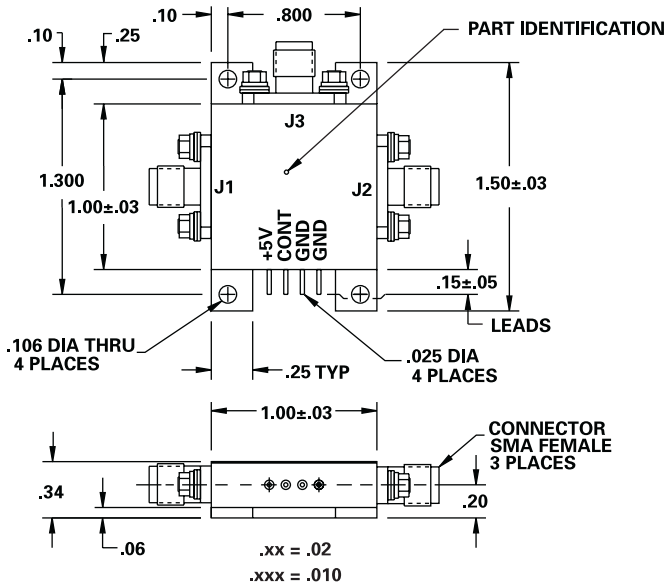 .10
.800
PART IDENTIFICATION
.10
.25
J3
1.300
1.00±.03
J1
J2
1.50±.03
+5V
CONT
GND
GND
.15±.05
LEADS
.106 DIA THRU
4 PLACES
.25 TYP
.025 DIA
4 PLACES
1.00±.03
CONNECTOR
SMA FEMALE
3 PLACES
.34
.20
.06
.xx = .02
.xxx = .010